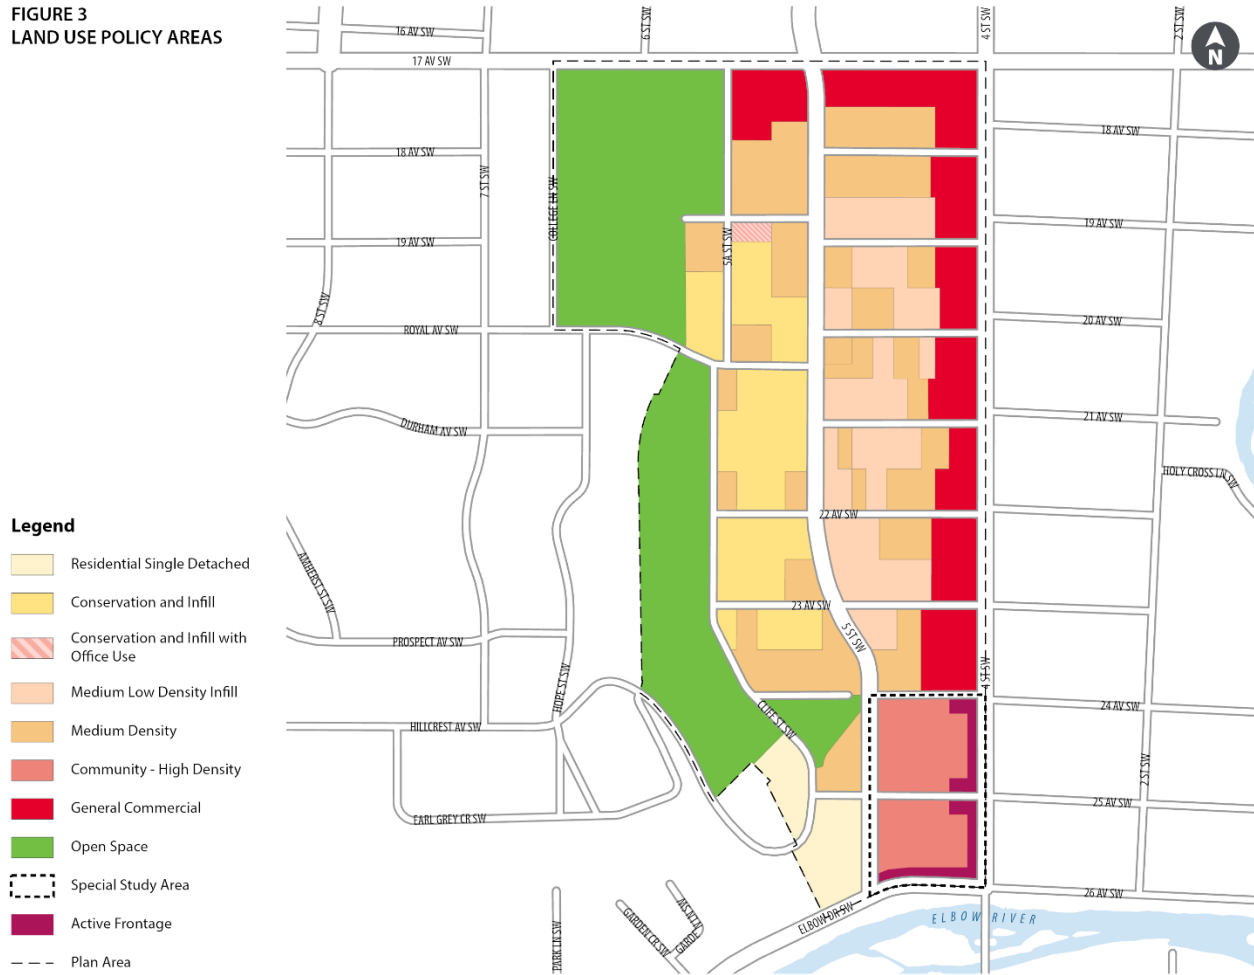 FIGURE 3
LAND USE POLICY AREAS
N
16 AV SW
17 AV SW
6 ST SW
4 ST SW
2 ST SW
18 AV SW
18 AV SW
7 ST SW
COLLEGE LN SW
19 AV SW
5A ST SW
19 AV SW
8 ST SW
ROYAL AV SW
20 AV SW
DURHAM AV SW
21 AV SW
HOLY CROSS LN SW
22 AV SW
AMHERST ST SW
23 AV SW
5 ST SW
PROSPECT AV SW
HOPE ST SW
4 ST SW
HILLCREST AV SW
CLIFF ST SW
24 AV SW
2 ST SW
EARL GREY CR SW
25 AV SW
26 AV SW
ELBOW DR SW
ELBOW RIVER
PARK LN SW
GARDEN CR SW
GARDE
Legend
Residential Single Detached
Conservation and Infill
Conservation and Infill with
Office Use
Medium Low Density Infill
Medium Density
Community - High Density
General Commercial
Open Space
Special Study Area
Active Frontage
Plan Area